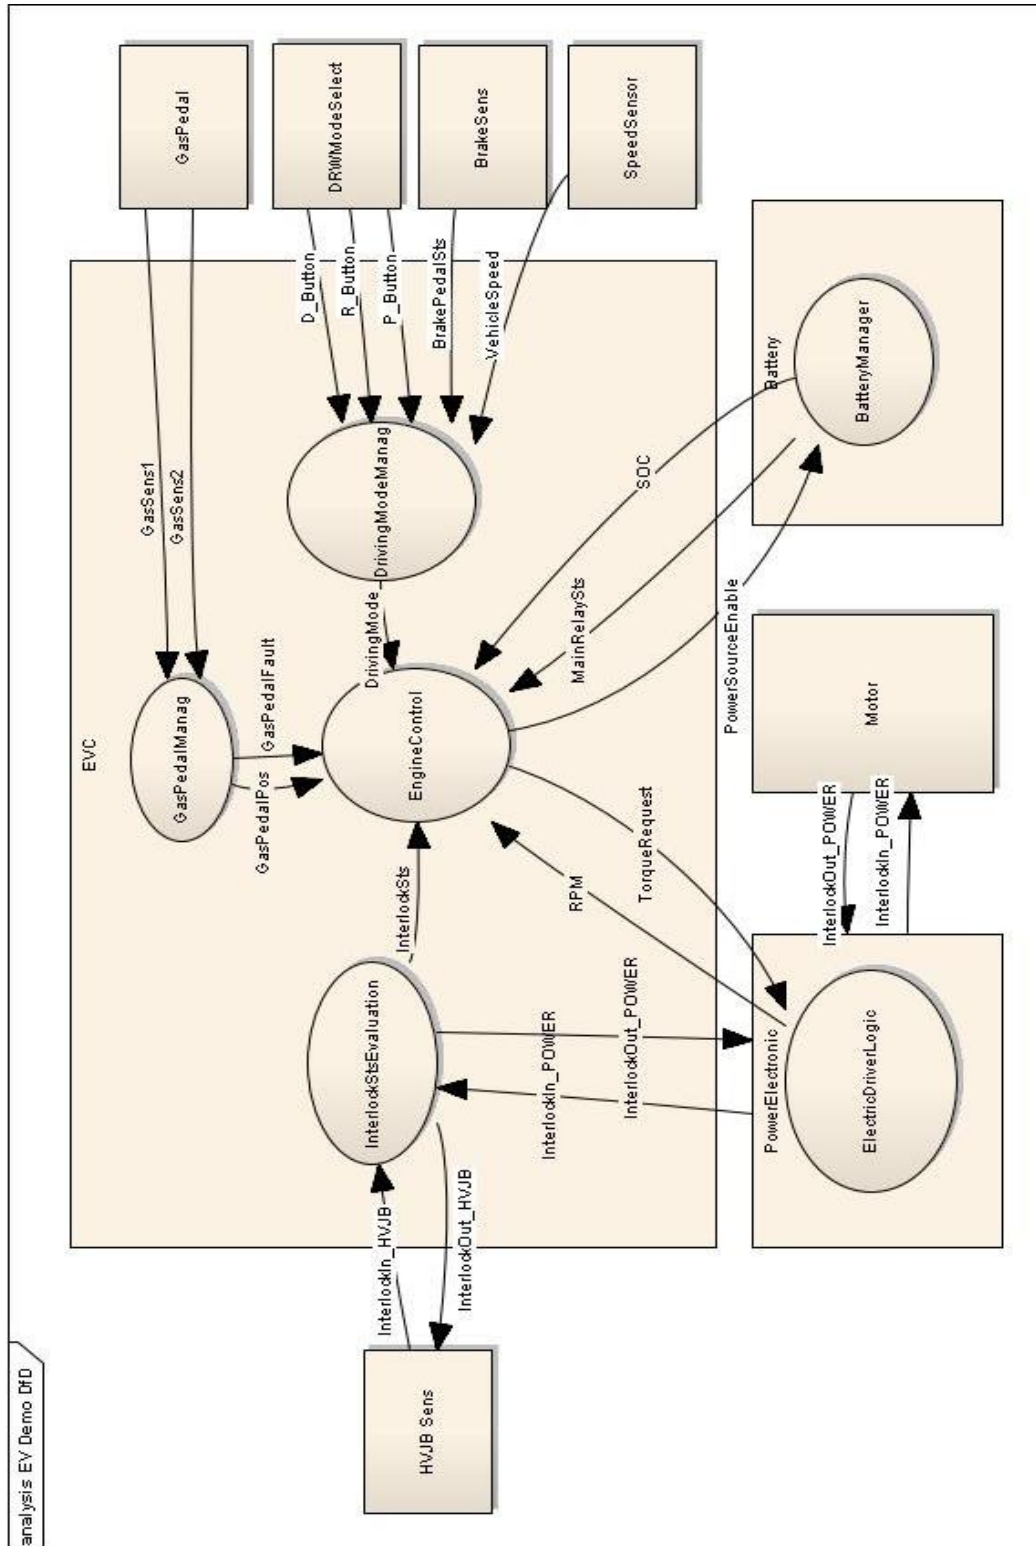 analysis EV Demo DfD
HVJB Sens
InterlockIn_HVJB
InterlockOut_HVJB
EVC
InterlockStsEvaluation
InterlockSts
InterlockIn_POWER
InterlockOut_POWER
GasPedalManag
GasPedalPos
GasPedalFault
EngineControl
DrivingMode
DrivingModeManag
GasSens1
GasSens2
GasPedal
D_Button
R_Button
P_Button
DRWModeSelect
BrakePedalSts
BrakeSens
VehicleSpeed
SpeedSensor
RPM
TorqueRequest
MainRelaySts
SOC
PowerSourceEnable
PowerElectronic
ElectricDriverLogic
InterlockOut_POWER
InterlockIn_POWER
Motor
Battery
BatteryManager